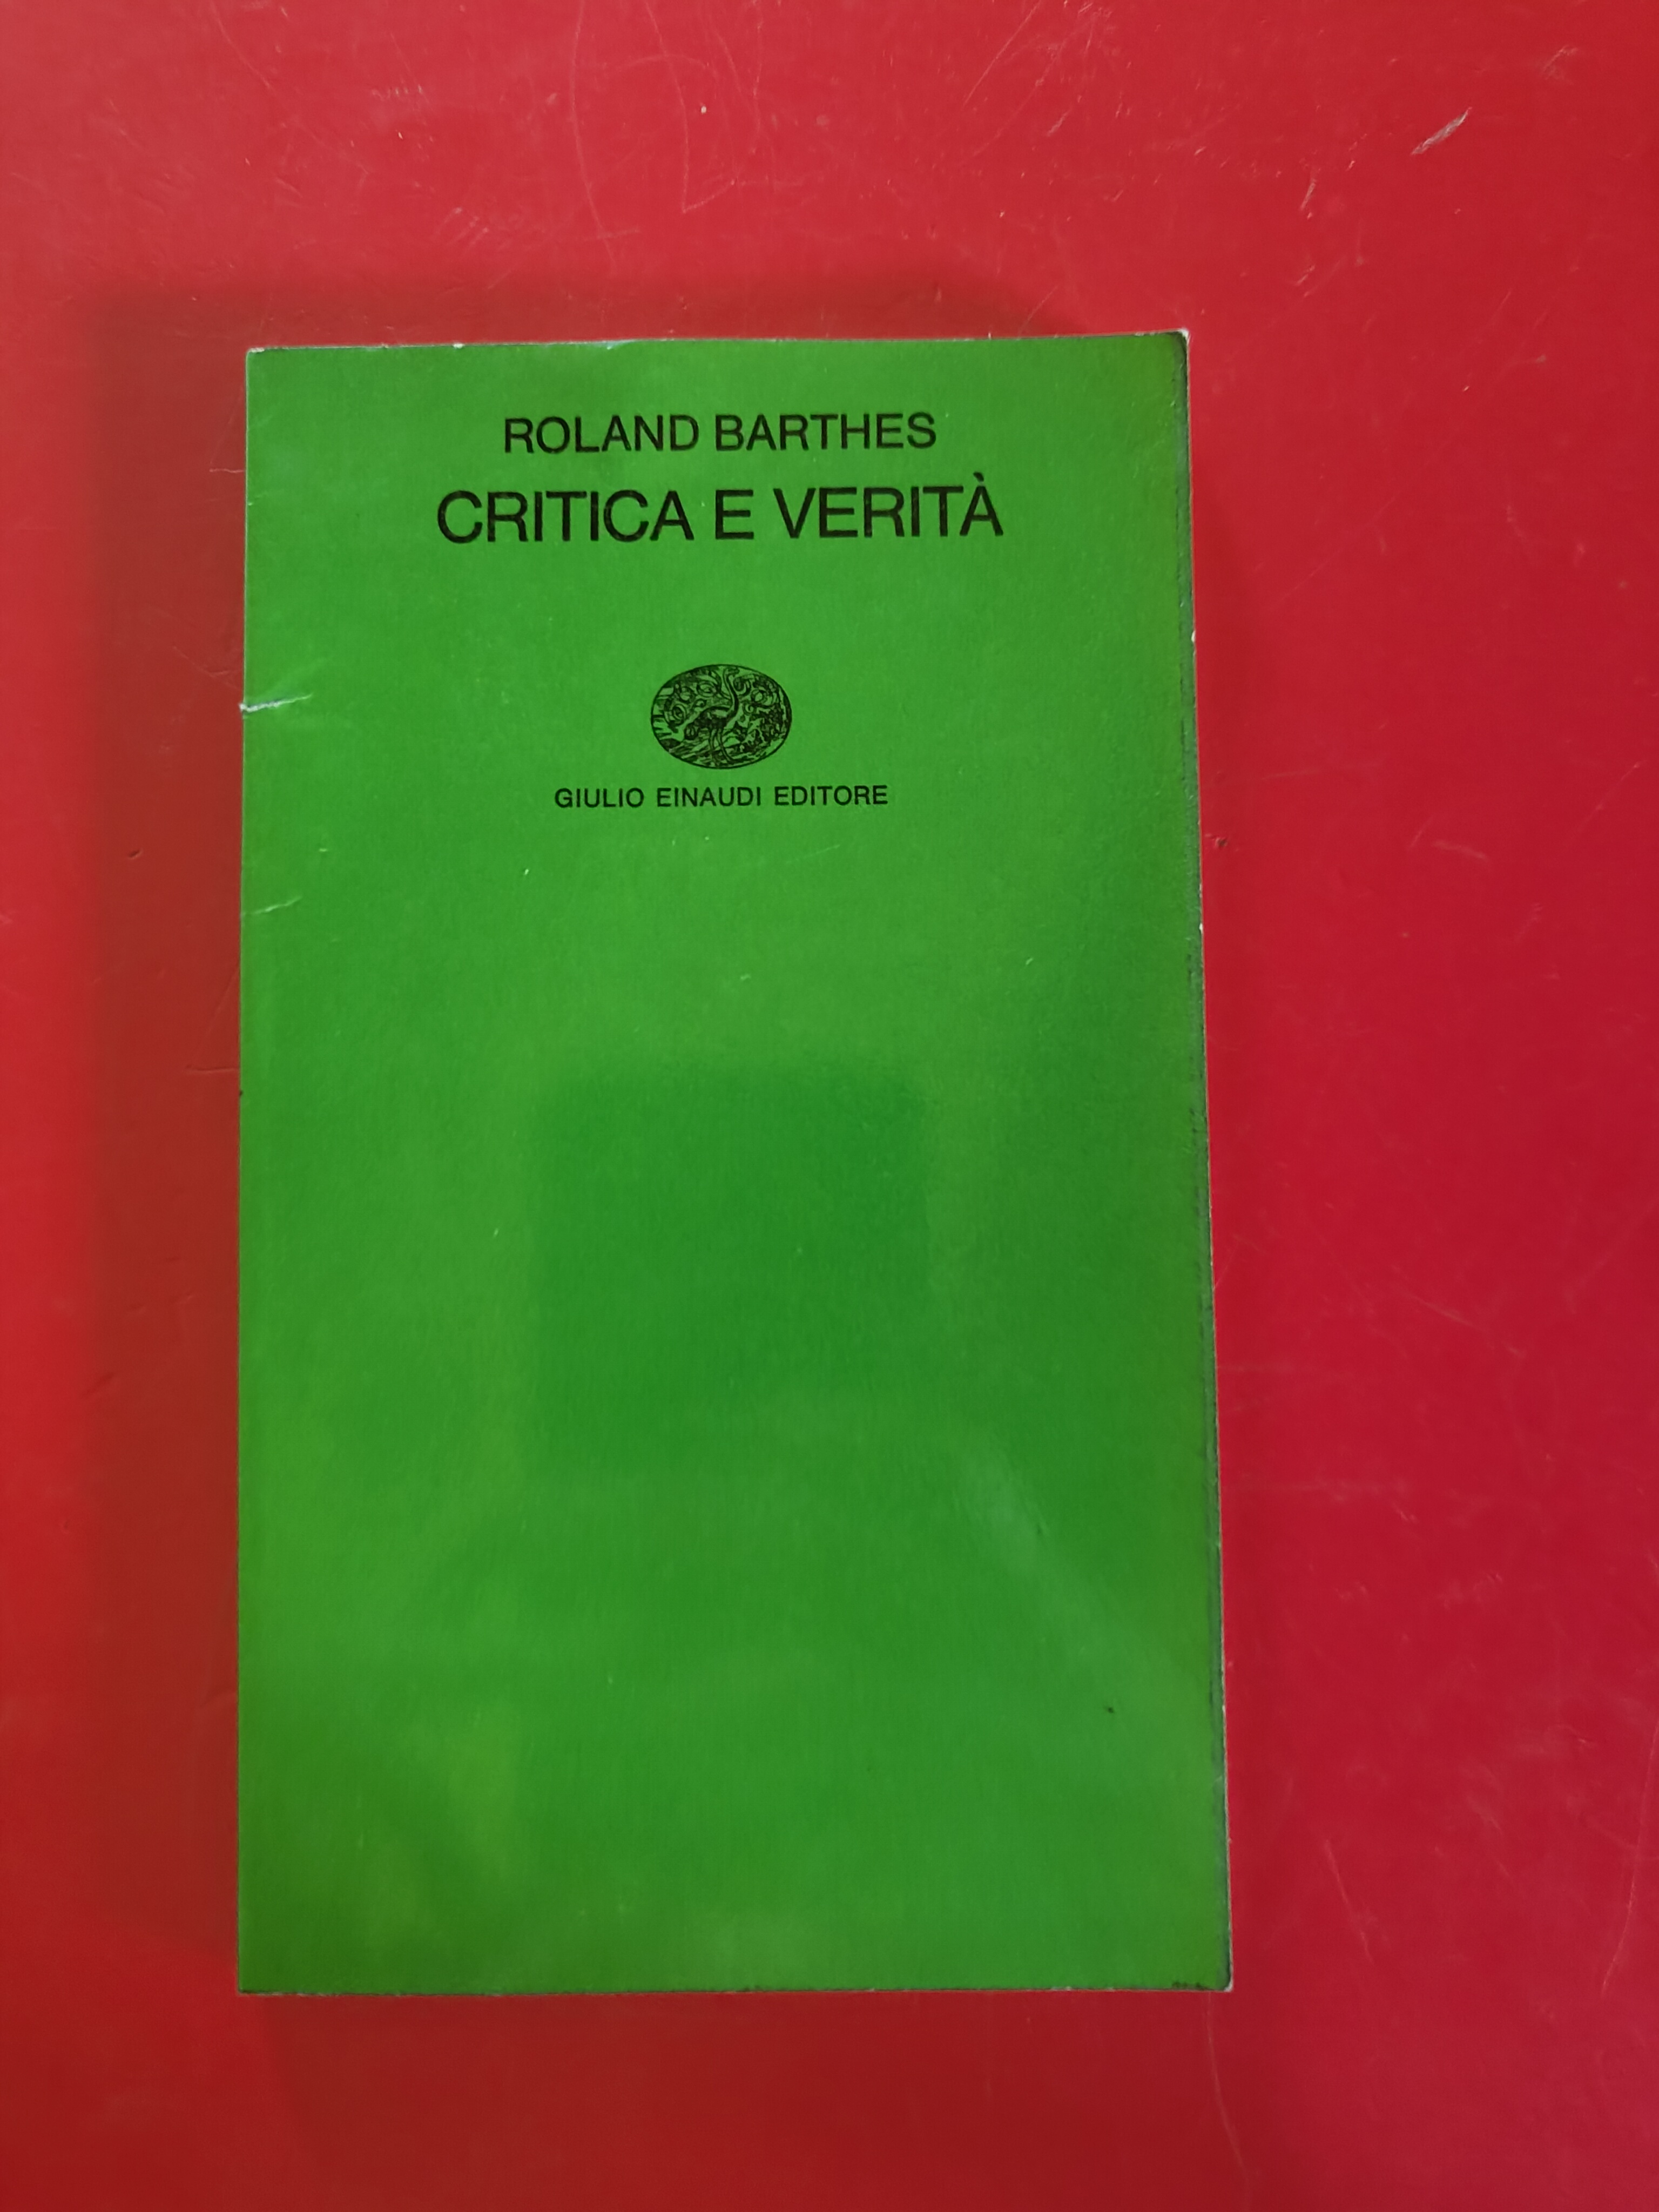 ROLAND BARTHES
CRITICA E VERITÀ
GIULIO EINAUDI EDITORE